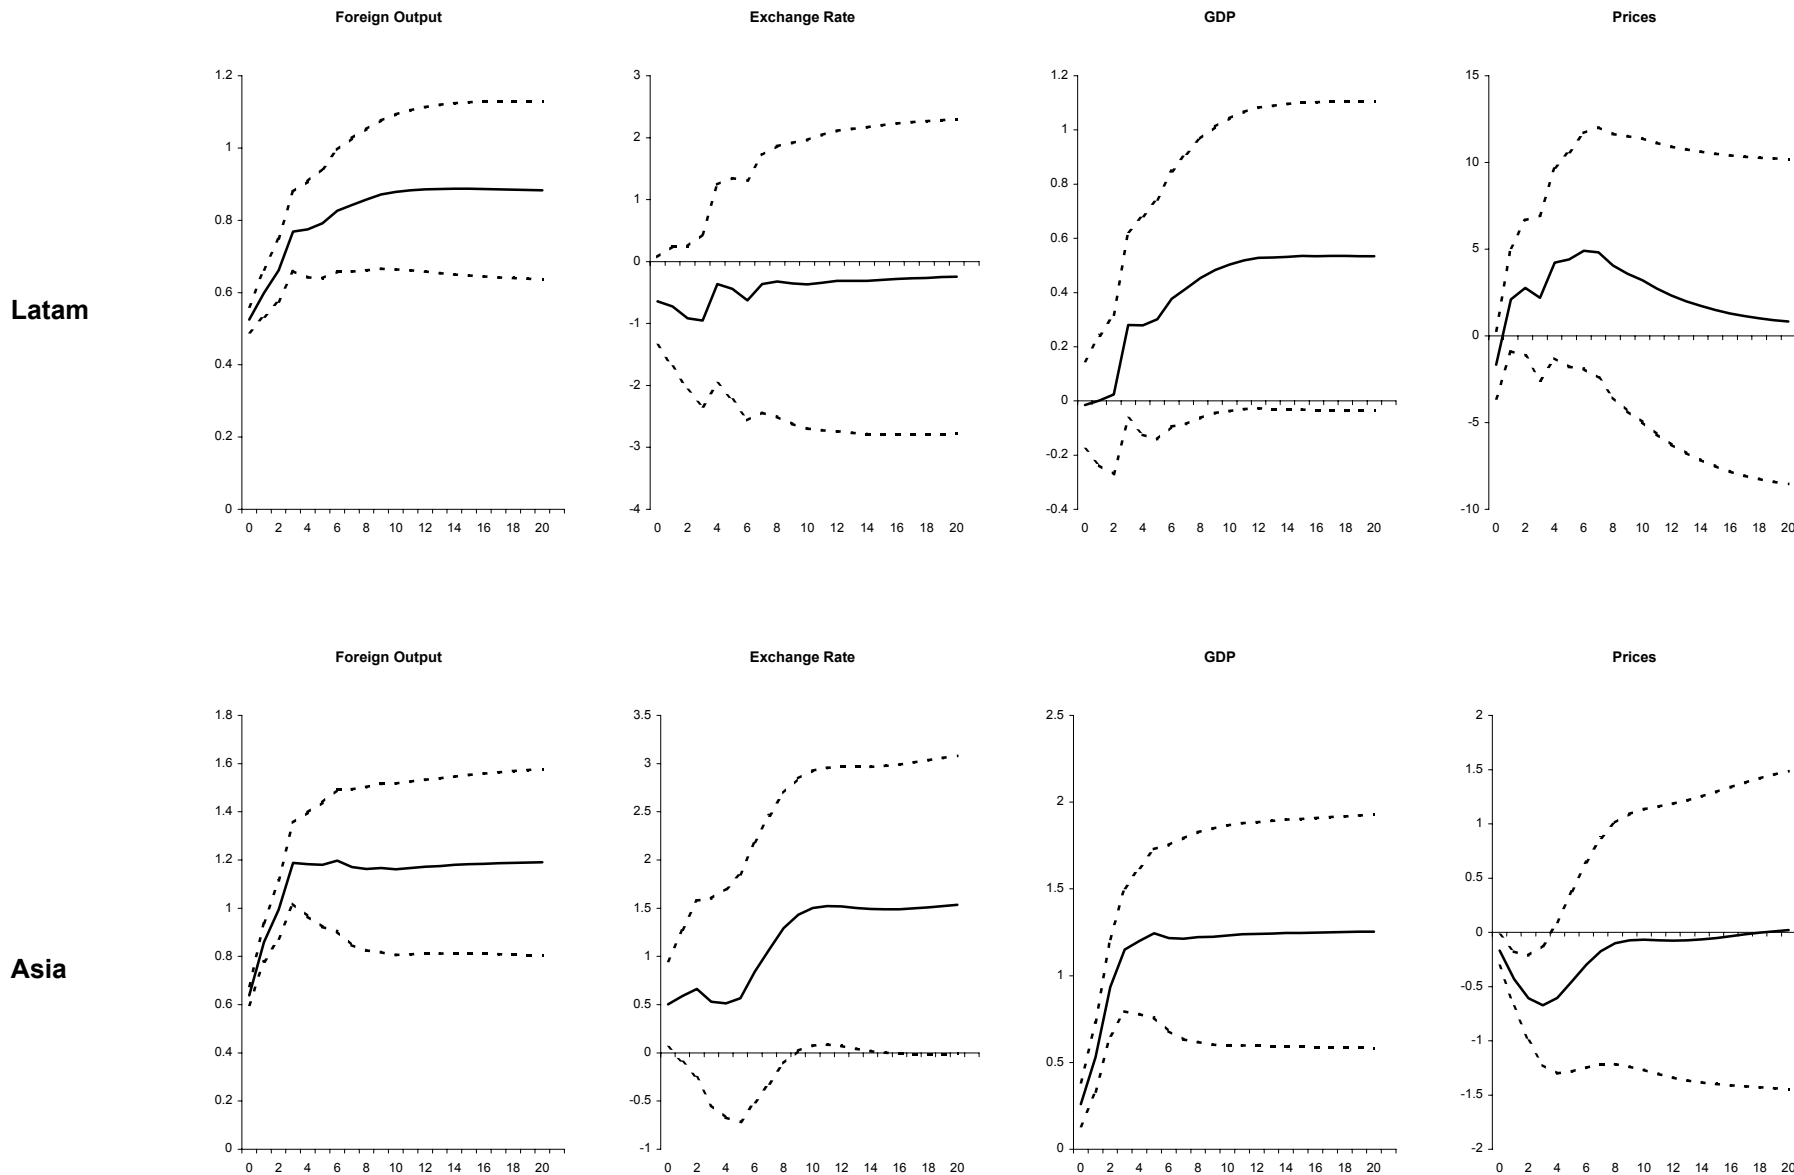 Foreign Output Exchange Rate GDP Prices
1.2 3 1.2 15
1 2 1 10
0.8 1 0.8 5
0.6 0 0.6 0
0.4 -1 0.4 -5
0.2 -2 0.2 -10
0 -3 0
-4 -0.2
-0.4
Latam
0 2 4 6 8 10 12 14 16 18 20 0 2 4 6 8 10 12 14 16 18 20 0 2 4 6 8 10 12 14 16 18 20 0 2 4 6 8 10 12 14 16 18 20
Foreign Output Exchange Rate GDP Prices
1.8 3.5 2.5 2
1.6 3 2 1.5
1.4 2.5 1.5 1
1.2 2 1 0.5
1 1.5 0.5 0
0.8 1 0 -0.5
0.6 0.5 -1
0.4 0 -1.5
0.2 -0.5 -2
0 -1
Asia
0 2 4 6 8 10 12 14 16 18 20 0 2 4 6 8 10 12 14 16 18 20 0 2 4 6 8 10 12 14 16 18 20 0 2 4 6 8 10 12 14 16 18 20